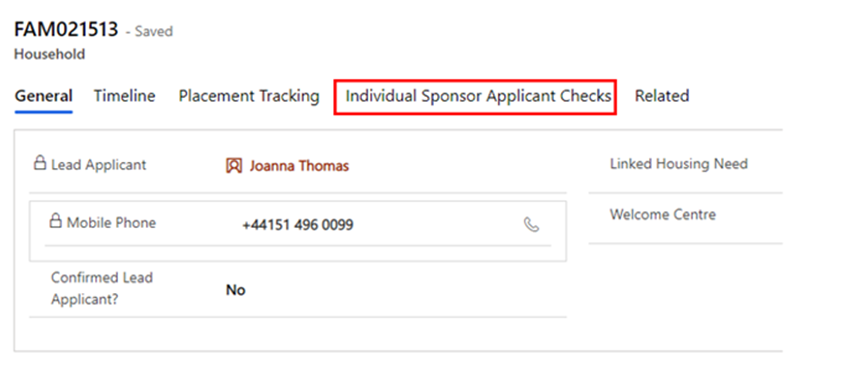 FAM021513 - Saved
Household
General Timeline Placement Tracking Individual Sponsor Applicant Checks Related
Lead Applicant Joanna Thomas Linked Housing Need
Mobile Phone +44151 496 0099 Welcome Centre
Confirmed Lead
Applicant? No